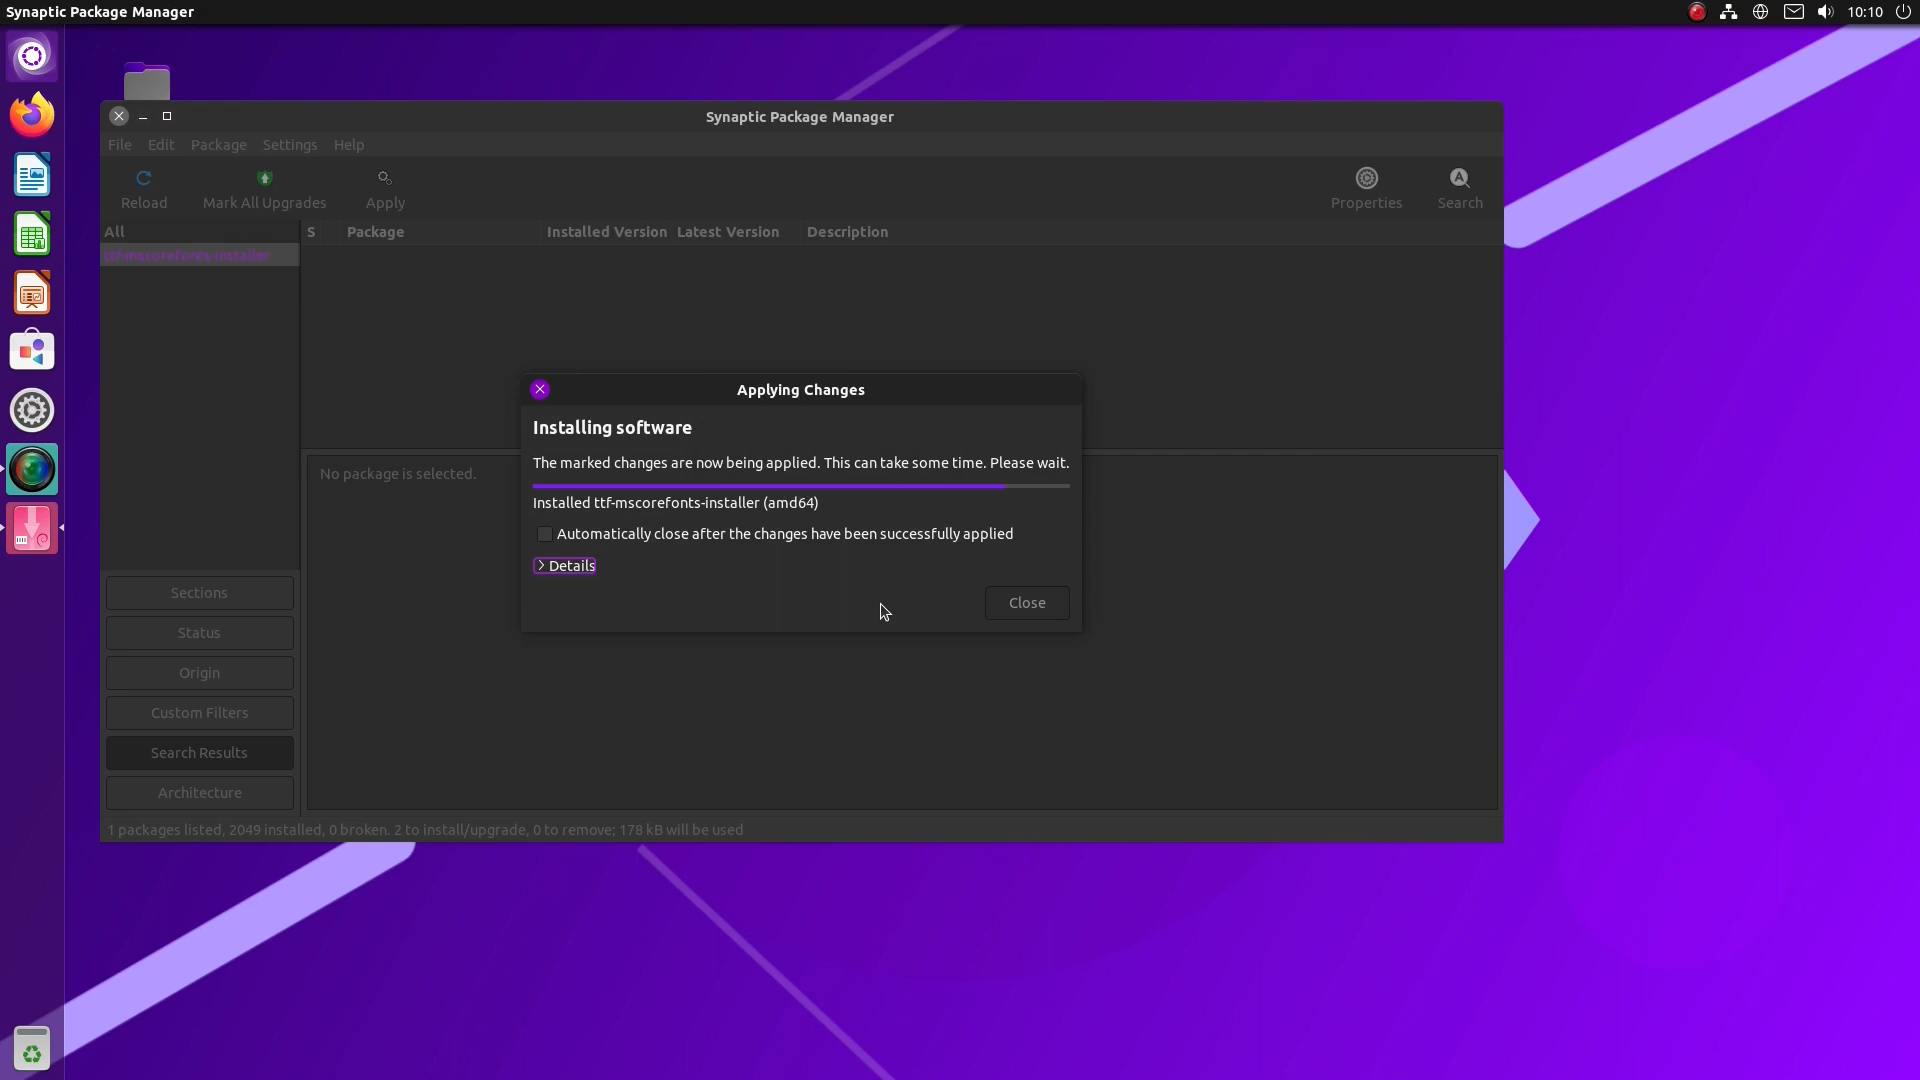 Synaptic Package Manager
10:10
Synaptic Package Manager
File Edit Package Settings Help
Reload Mark All Upgrades Apply Properties Search
All
ttf-mscorefonts-installer
S Package Installed Version Latest Version Description
Applying Changes
Installing software
The marked changes are now being applied. This can take some time. Please wait.
Installed ttf-mscorefonts-installer (amd64)
Automatically close after the changes have been successfully applied
Details
Close
No package is selected.
Sections
Status
Origin
Custom Filters
Search Results
Architecture
1 packages listed, 2049 installed, 0 broken. 2 to install/upgrade, 0 to remove; 178 kB will be used